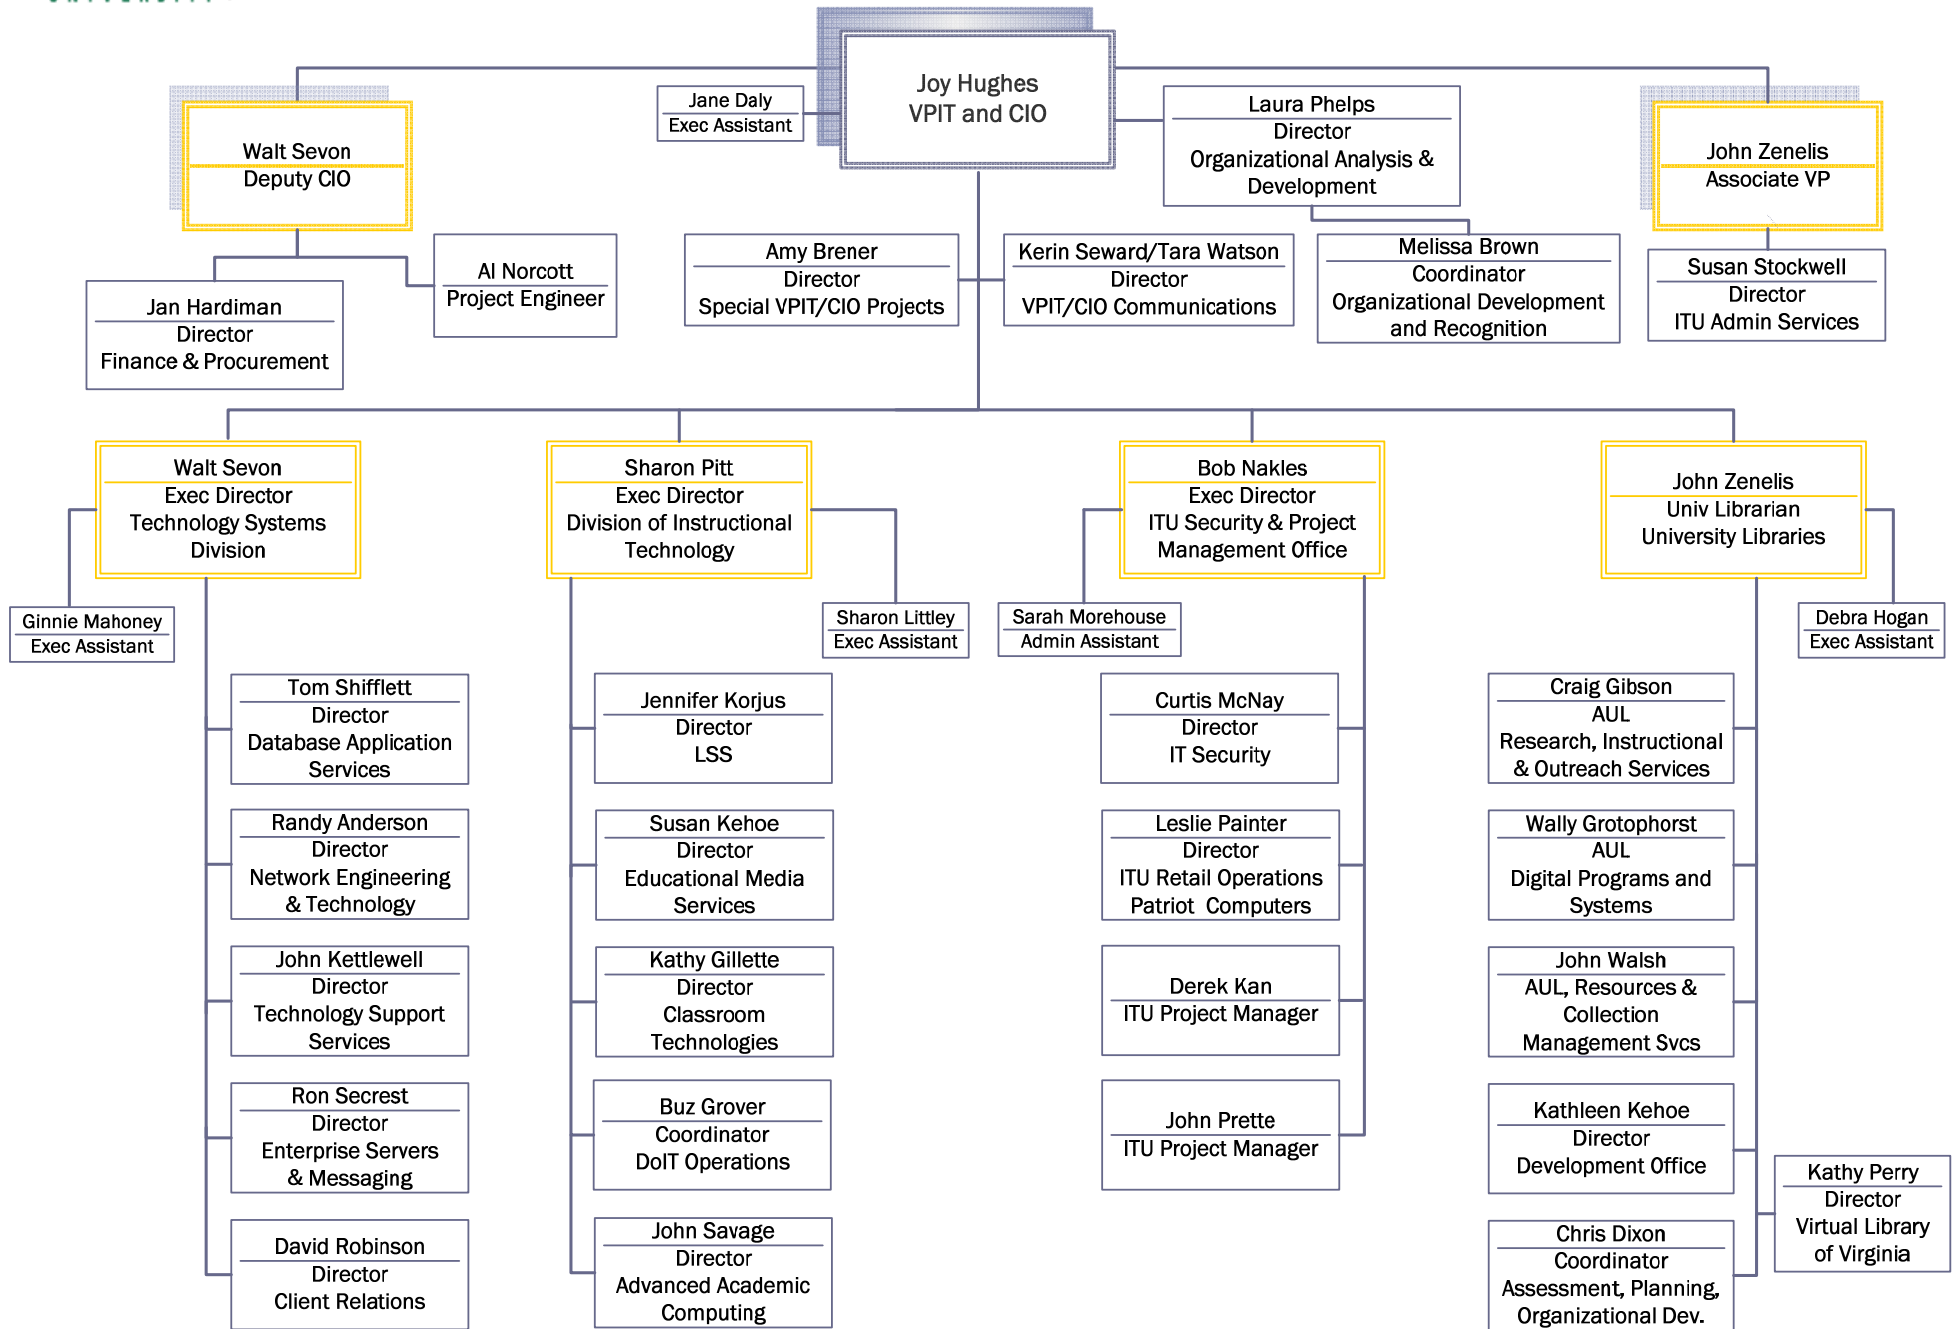 Joy Hughes
VPIT and CIO
Jane Daly
Exec Assistant
Laura Phelps
Director
Organizational Analysis &
Development
Walt Sevon
Deputy CIO
John Zenelis
Associate VP
Al Norcott
Project Engineer
Amy Brener
Director
Special VPIT/CIO Projects
Kerin Seward/Tara Watson
Director
VPIT/CIO Communications
Melissa Brown
Coordinator
Organizational Development
and Recognition
Susan Stockwell
Director
ITU Admin Services
Jan Hardiman
Director
Finance & Procurement
Walt Sevon
Exec Director
Technology Systems
Division
Sharon Pitt
Exec Director
Division of Instructional
Technology
Bob Nakles
Exec Director
ITU Security & Project
Management Office
John Zenelis
Univ Librarian
University Libraries
Ginnie Mahoney
Exec Assistant
Sharon Littley
Exec Assistant
Sarah Morehouse
Admin Assistant
Debra Hogan
Exec Assistant
Tom Shifflett
Director
Database Application
Services
Randy Anderson
Director
Network Engineering
& Technology
John Kettlewell
Director
Technology Support
Services
Ron Secrest
Director
Enterprise Servers
& Messaging
David Robinson
Director
Client Relations
Jennifer Korjus
Director
LSS
Susan Kehoe
Director
Educational Media
Services
Kathy Gillette
Director
Classroom
Technologies
Buz Grover
Coordinator
DoIT Operations
John Savage
Director
Advanced Academic
Computing
Curtis McNay
Director
IT Security
Leslie Painter
Director
ITU Retail Operations
Patriot Computers
Derek Kan
ITU Project Manager
John Prette
ITU Project Manager
Craig Gibson
AUL
Research, Instructional
& Outreach Services
Wally Grotophorst
AUL
Digital Programs and
Systems
John Walsh
AUL, Resources &
Collection
Management Svcs
Kathleen Kehoe
Director
Development Office
Kathy Perry
Director
Virtual Library
of Virginia
Chris Dixon
Coordinator
Assessment, Planning,
Organizational Dev.